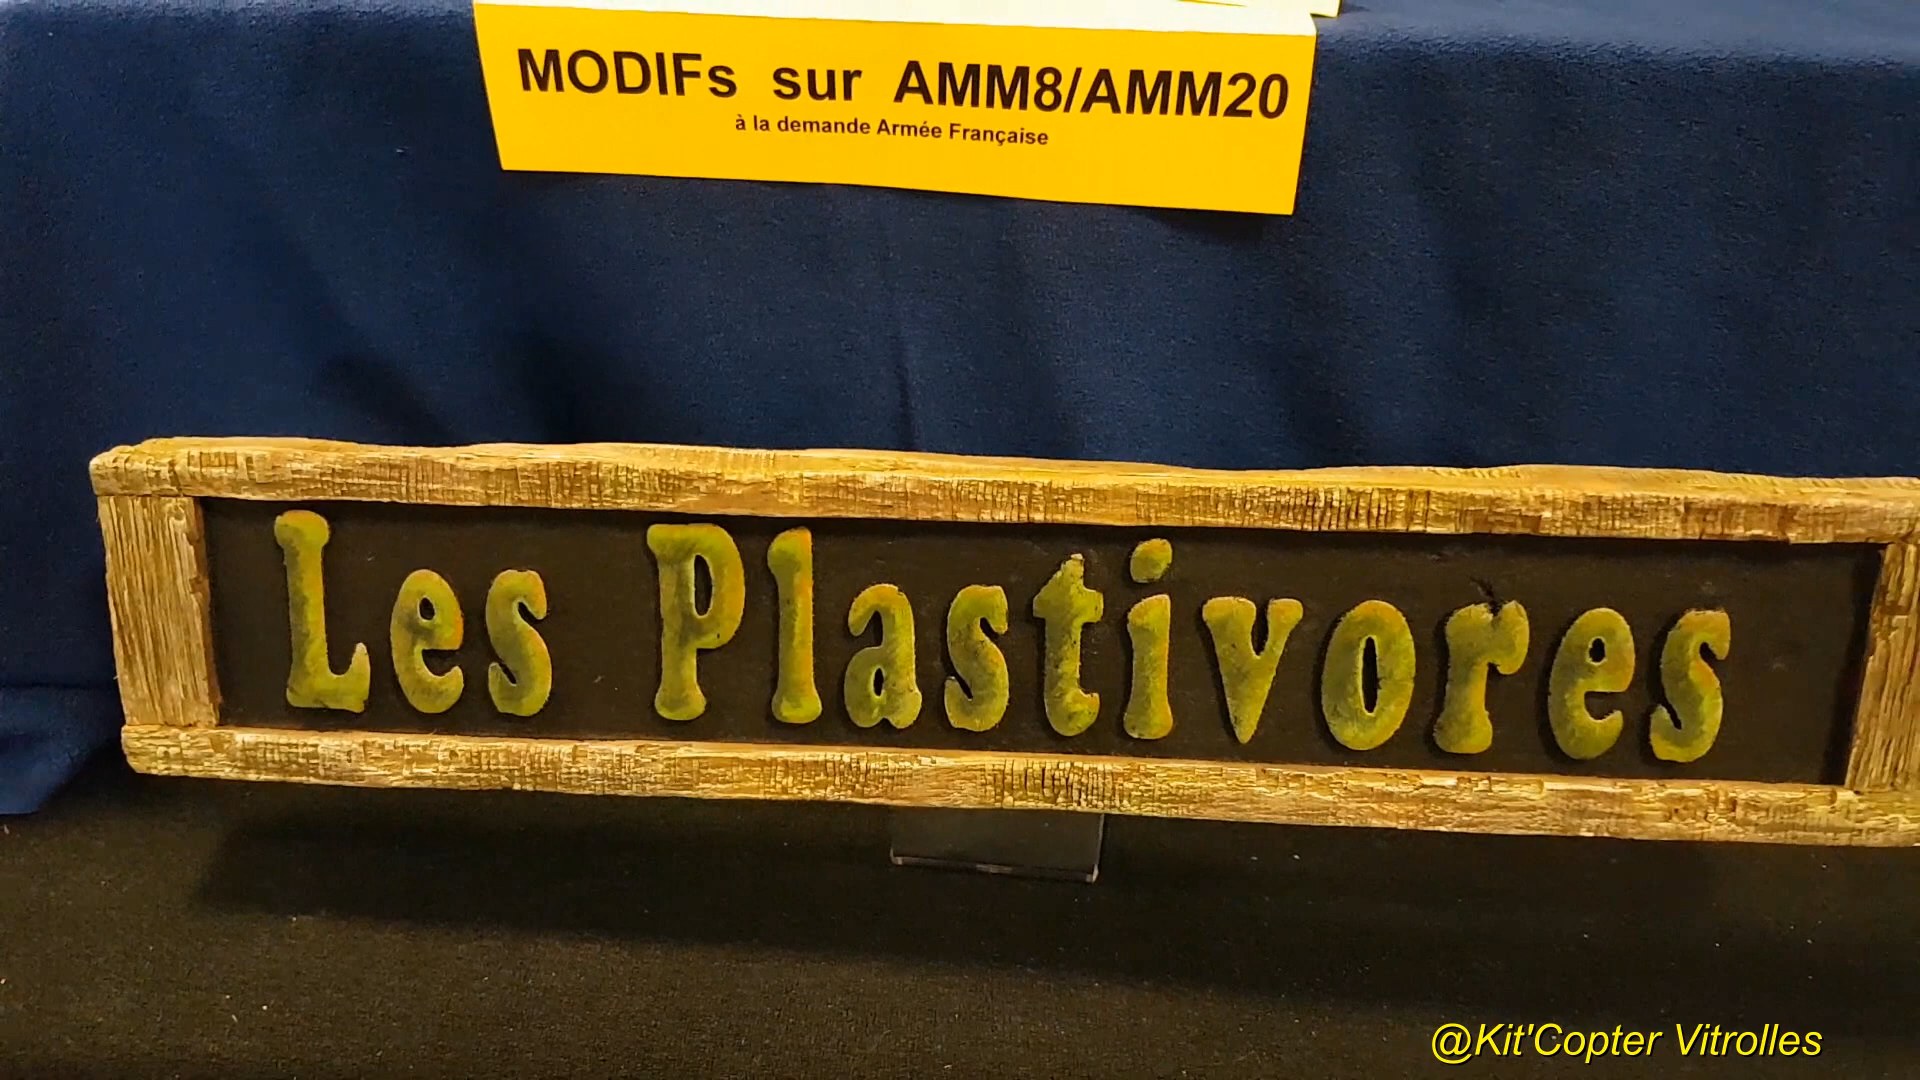 MODIFs sur AMM8/AMM20
à la demande Armée Française
Les Plastivores
@Kit'Copter Vitrolles